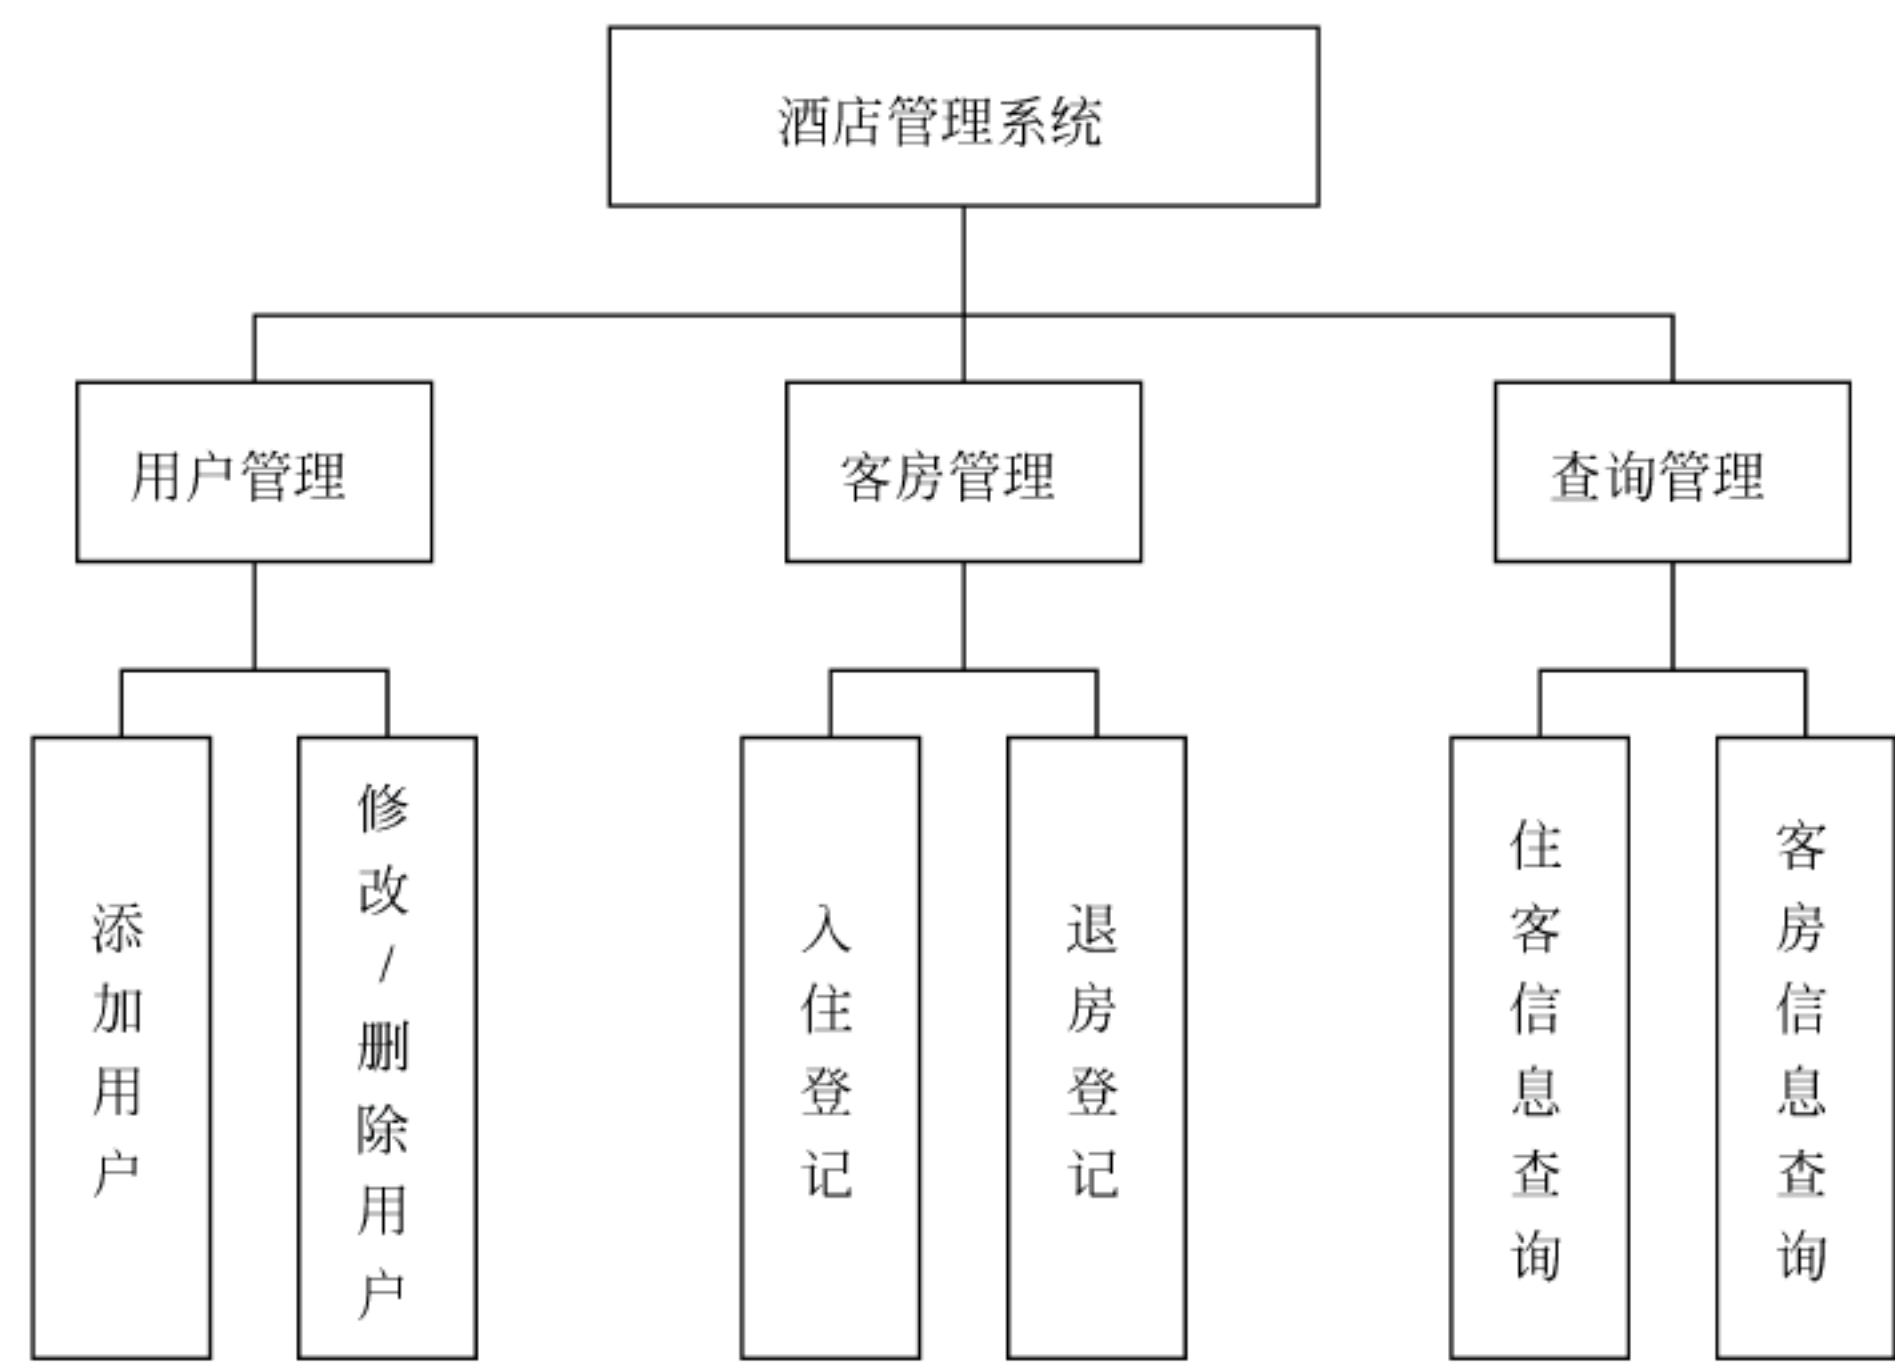 酒店管理系统
用户管理
客房管理
查询管理
添加用户
修改/删除用户
入住登记
退房登记
住客信息查询
客房信息查询